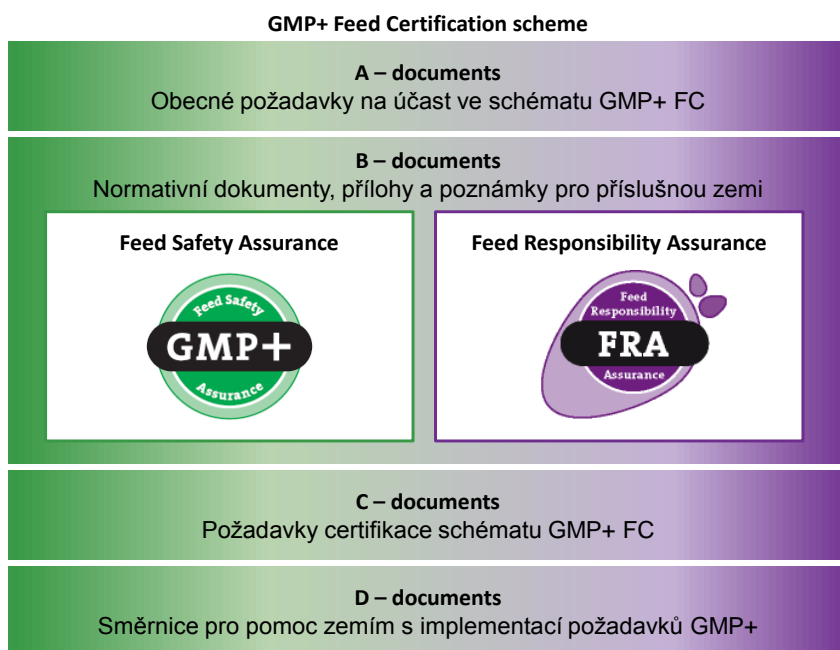 GMP+ Feed Certification scheme
A – documents
Obecné požadavky na účast ve schématu GMP+ FC
B – documents
Normativní dokumenty, přílohy a poznámky pro příslušnou zemi
Feed Safety Assurance
Feed Safety
GMP+
Assurance
Feed Responsibility Assurance
Feed
Responsibility
FRA
Assurance
C – documents
Požadavky certifikace schématu GMP+ FC
D – documents
Směrnice pro pomoc zemím s implementací požadavků GMP+